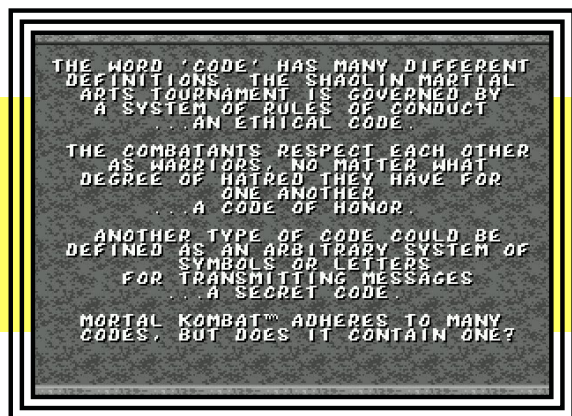 THE WORD 'CODE' HAS MANY DIFFERENT
DEFINITIONS. THE SHAOLIN MARTIAL
ARTS TOURNAMENT IS GOVERNED BY
A SYSTEM OF RULES OF CONDUCT
...AN ETHICAL CODE.
THE COMBATANTS RESPECT EACH OTHER
AS WARRIORS, NO MATTER WHAT
DEGREE OF HATRED THEY HAVE FOR
ONE ANOTHER
...A CODE OF HONOR.
ANOTHER TYPE OF CODE COULD BE
DEFINED AS AN ARBITRARY SYSTEM OF
SYMBOLS OR LETTERS
FOR TRANSMITTING MESSAGES
...A SECRET CODE.
MORTAL KOMBAT™ ADHERES TO MANY
CODES, BUT DOES IT CONTAIN ONE?